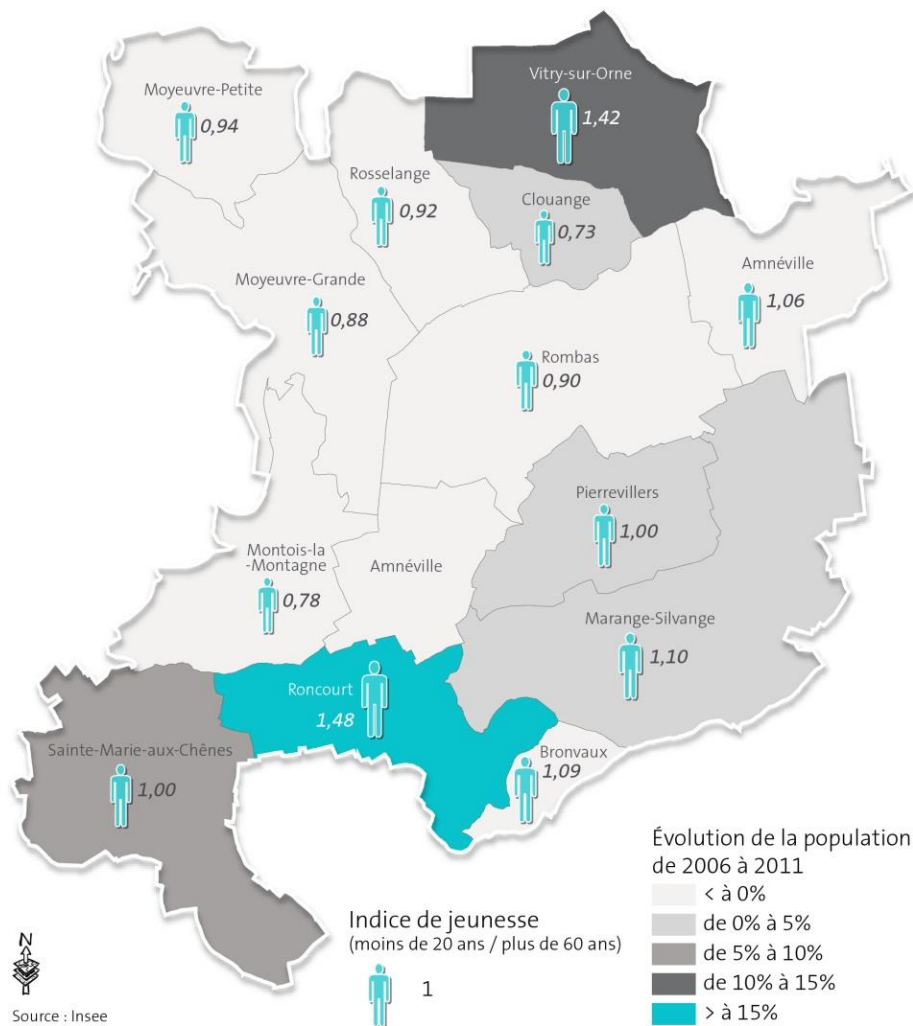 Moyeuvre-Petite
0,94
Vitry-sur-Orne
1,42
Rosselange
0,92
Clouange
0,73
Moyeuvre-Grande
0,88
Amnéville
1,06
Rombas
0,90
Pierrevillers
1,00
Montois-la
-Montagne
0,78
Amnéville
Marange-Silvange
1,10
Roncourt
1,48
Sainte-Marie-aux-Chênes
1,00
Bronvaux
1,09
Évolution de la population
de 2006 à 2011
< à 0%
de 0% à 5%
de 5% à 10%
de 10% à 15%
> à 15%
Indice de jeunesse
(moins de 20 ans / plus de 60 ans)
1
N
Source : Insee